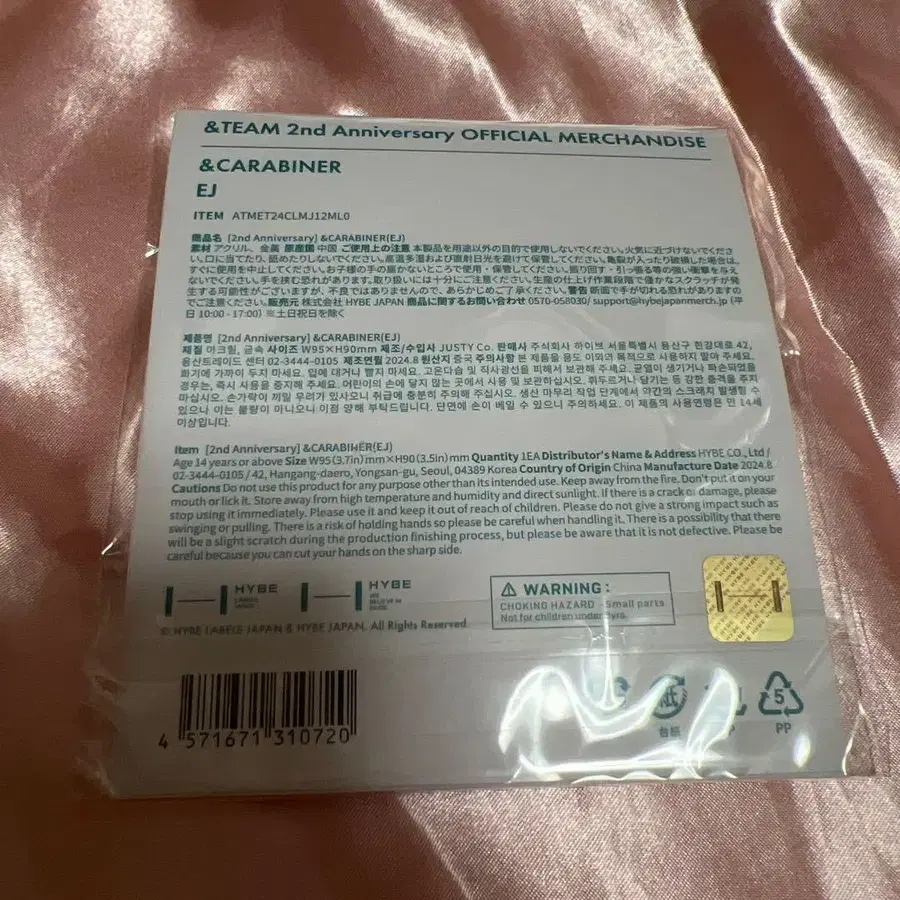 &TEAM 2nd Anniversary OFFICIAL MERCHANDISE
&CARABINER
EJ
ITEM ATMET24CLMJ12ML0
商品名 [2nd Anniversary] &CARABINER(EJ)
素材 アクリル、金属 原産国 中国 ご使用上の注意 本製品を用途以外の目的で使用しないでください。火気に近づけないでくださ
い。口に当てたり、舐めたりしないでください。高温多湿および直射日光を避けて保管してください。亀裂が入ったり破損した場合は、
すぐに使用を中止してください。お子様の手の届かないところで使用・保管してください。振り回す・引っ張る等の強い衝撃を与え
ないでください。手を挟む恐れがあります。取り扱いには十分にご注意ください。生産の仕上げ作業段階で僅かなスクラッチが発
生する可能性がございますが、不良ではありませんので、あらかじめご了承ください。警告 断面で手が切れる恐れがありますの
でご注意ください。販売元 株式会社 HYBE JAPAN 商品に関するお問い合わせ 0570-058030/ support@hybejapanmerch.jp (平
日 10:00 - 17:00) ※土日祝日を除く
제품명 [2nd Anniversary] &CARABINER(EJ)
재질 아크릴, 금속 사이즈 W95×H90mm 제조/수입사 JUSTY Co. 판매사 주식회사 하이브 서울특별시 용산구 한강대로 42,
용산트레이드 센터 02-3444-0105 제조연월 2024.8 원산지 중국 주의사항 본 제품을 용도 이외의 목적으로 사용하지 말아 주세요.
화기에 가까이 두지 마세요. 입에 대거나 빨지 마세요. 고온다습 및 직사광선을 피해서 보관해 주세요. 균열이 생기거나 파손되었을
경우는, 즉시 사용을 중지해 주세요. 어린이의 손에 닿지 않는 곳에서 사용 및 보관하십시오. 휘두르거나 당기는 등 강한 충격을 주지
마십시오. 손가락이 끼일 우려가 있사오니 취급에 충분히 주의해 주십시오. 생산 마무리 작업 단계에서 약간의 스크래치 발생할 수
있으나 이는 불량이 아니오니 이점 양해 부탁드립니다. 단면에 손이 베일 수 있으니 주의하세요. 이 제품의 사용연령은 만 14세
이상입니다.
Item [2nd Anniversary] &CARABINER(EJ)
Age 14 years or above Size W95(3.7in)mm×H90(3.5in)mm Quantity 1EA Distributor's Name & Address HYBE CO., Ltd /
02-3444-0105 / 42, Hangang-daero, Yongsan-gu, Seoul, 04389 Korea Country of Origin China Manufacture Date 2024.8
Cautions Do not use this product for any purpose other than its intended use. Keep away from the fire. Don't put it on your
mouth or lick it. Store away from high temperature and humidity and direct sunlight. If there is a crack or damage, please
stop using it immediately. Please use it and keep it out of reach of children. Please do not give a strong impact such as
swinging or pulling. There is a risk of holding hands so please be careful when handling it. There is a possibility that there
will be a slight scratch during the production finishing process, but please be aware that it is not defective. Please be
careful because you can cut your hands on the sharp side.
HYBE
LABELS
JAPAN
HYBE
WE
BELIEVE IN
MUSIC
© HYBE LABELS JAPAN & HYBE JAPAN. All Rights Reserved
WARNING:
CHOKING HAZARD - Small parts
Not for children under 3yrs.
4 571671 310720
紙
台紙
5
PP